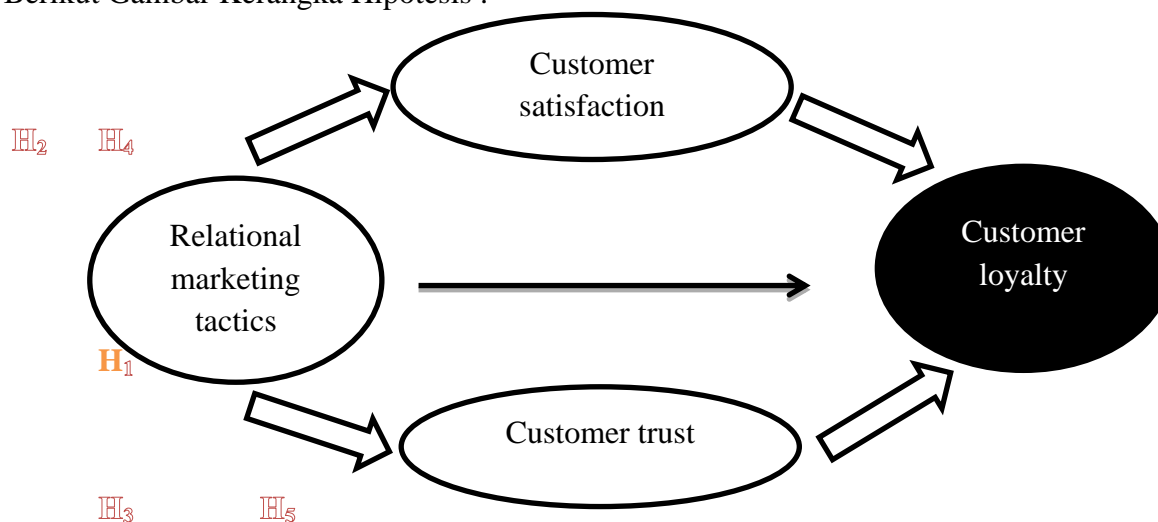 Berikut Gambar Kerangka Hipotesis :
Customer
satisfaction
H2 H4
Relational
marketing
tactics
Customer
loyalty
H1
Customer trust
H3 H5